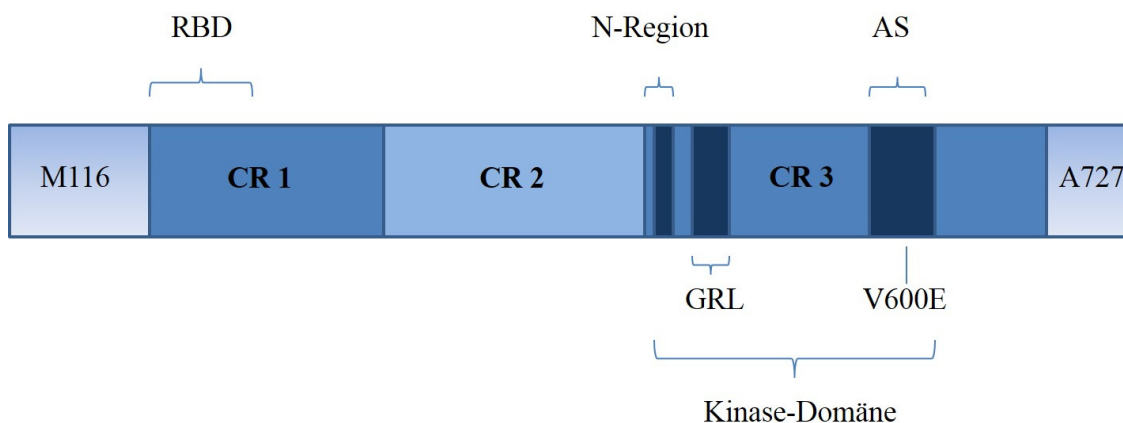 RBD
N-Region
AS
M116
CR 1
CR 2
CR 3
A727
GRL
V600E
Kinase-Domäne